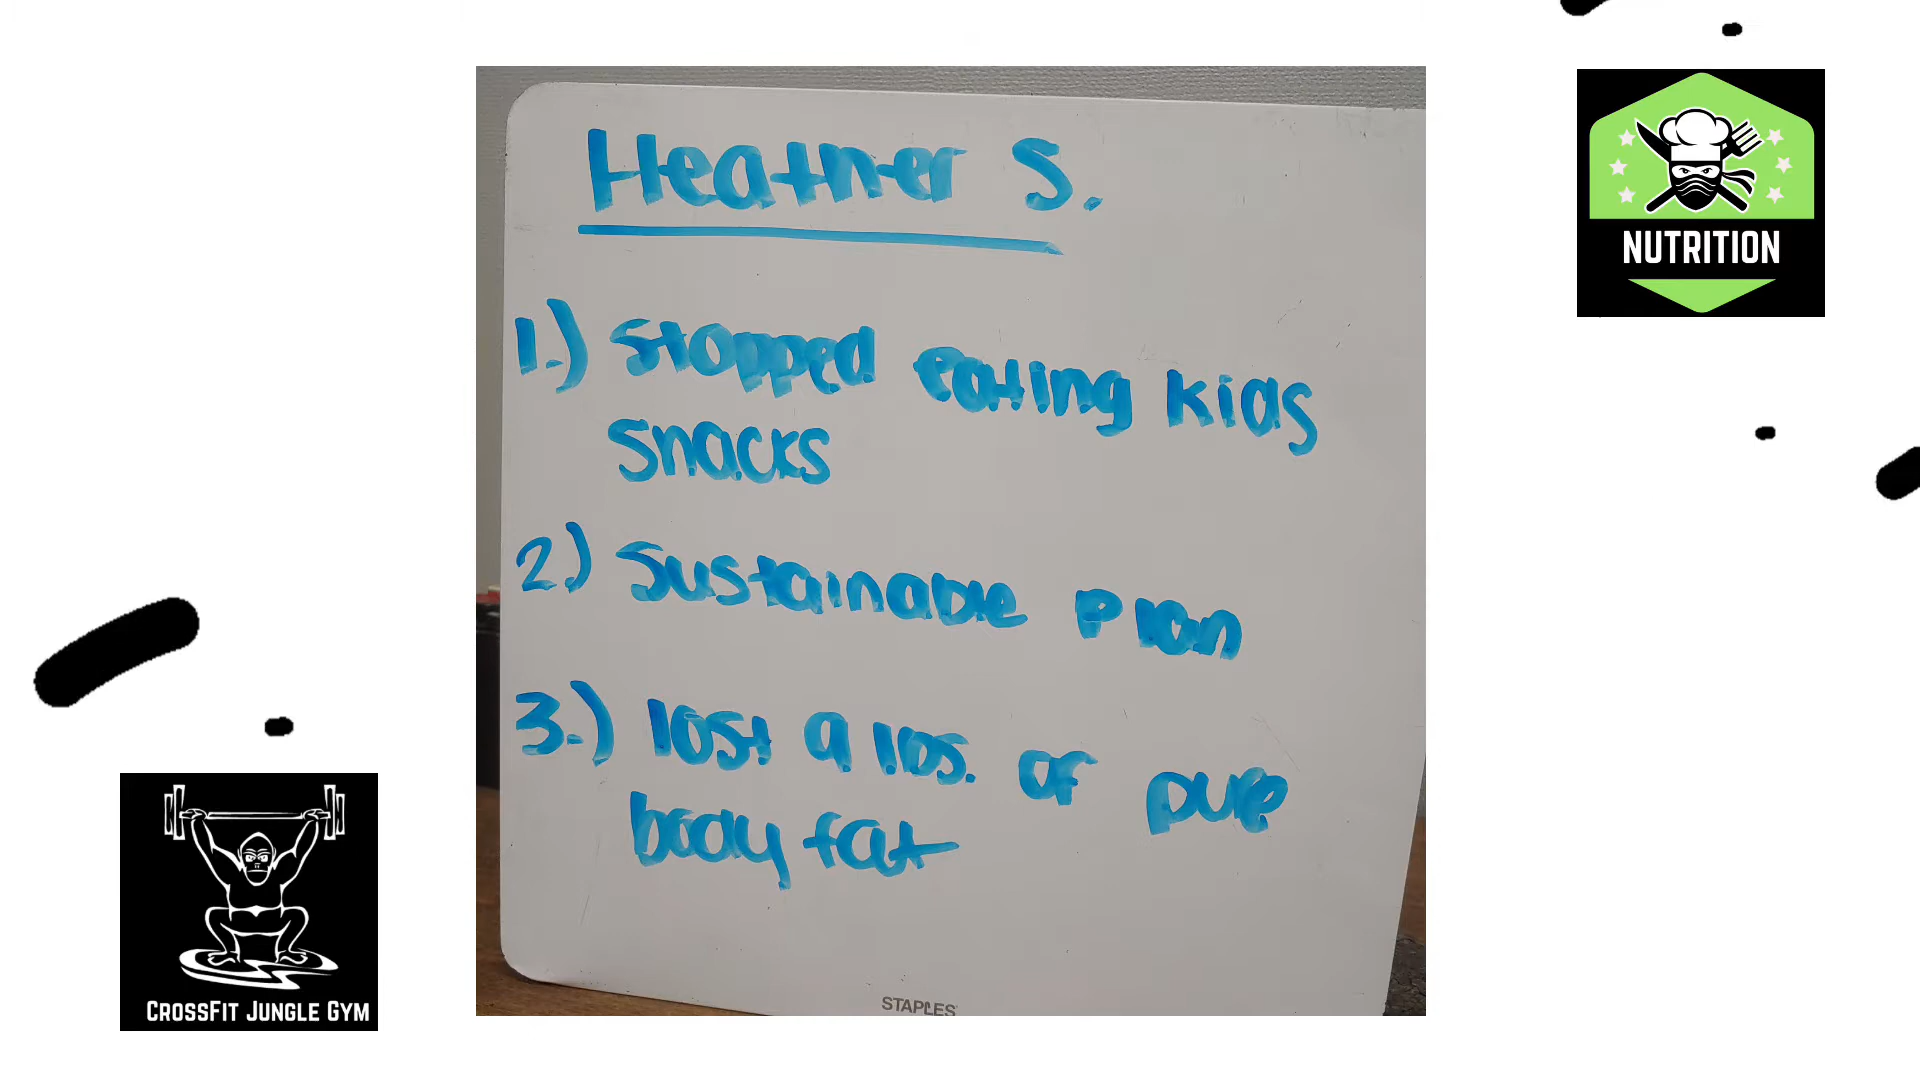 Heather S.
NUTRITION
1.) Stopped eating kids
snacks
2.) Sustainable plan
3.) lost 9 lbs. of pure
body fat
STAPLES
CROSSFIT JUNGLE GYM